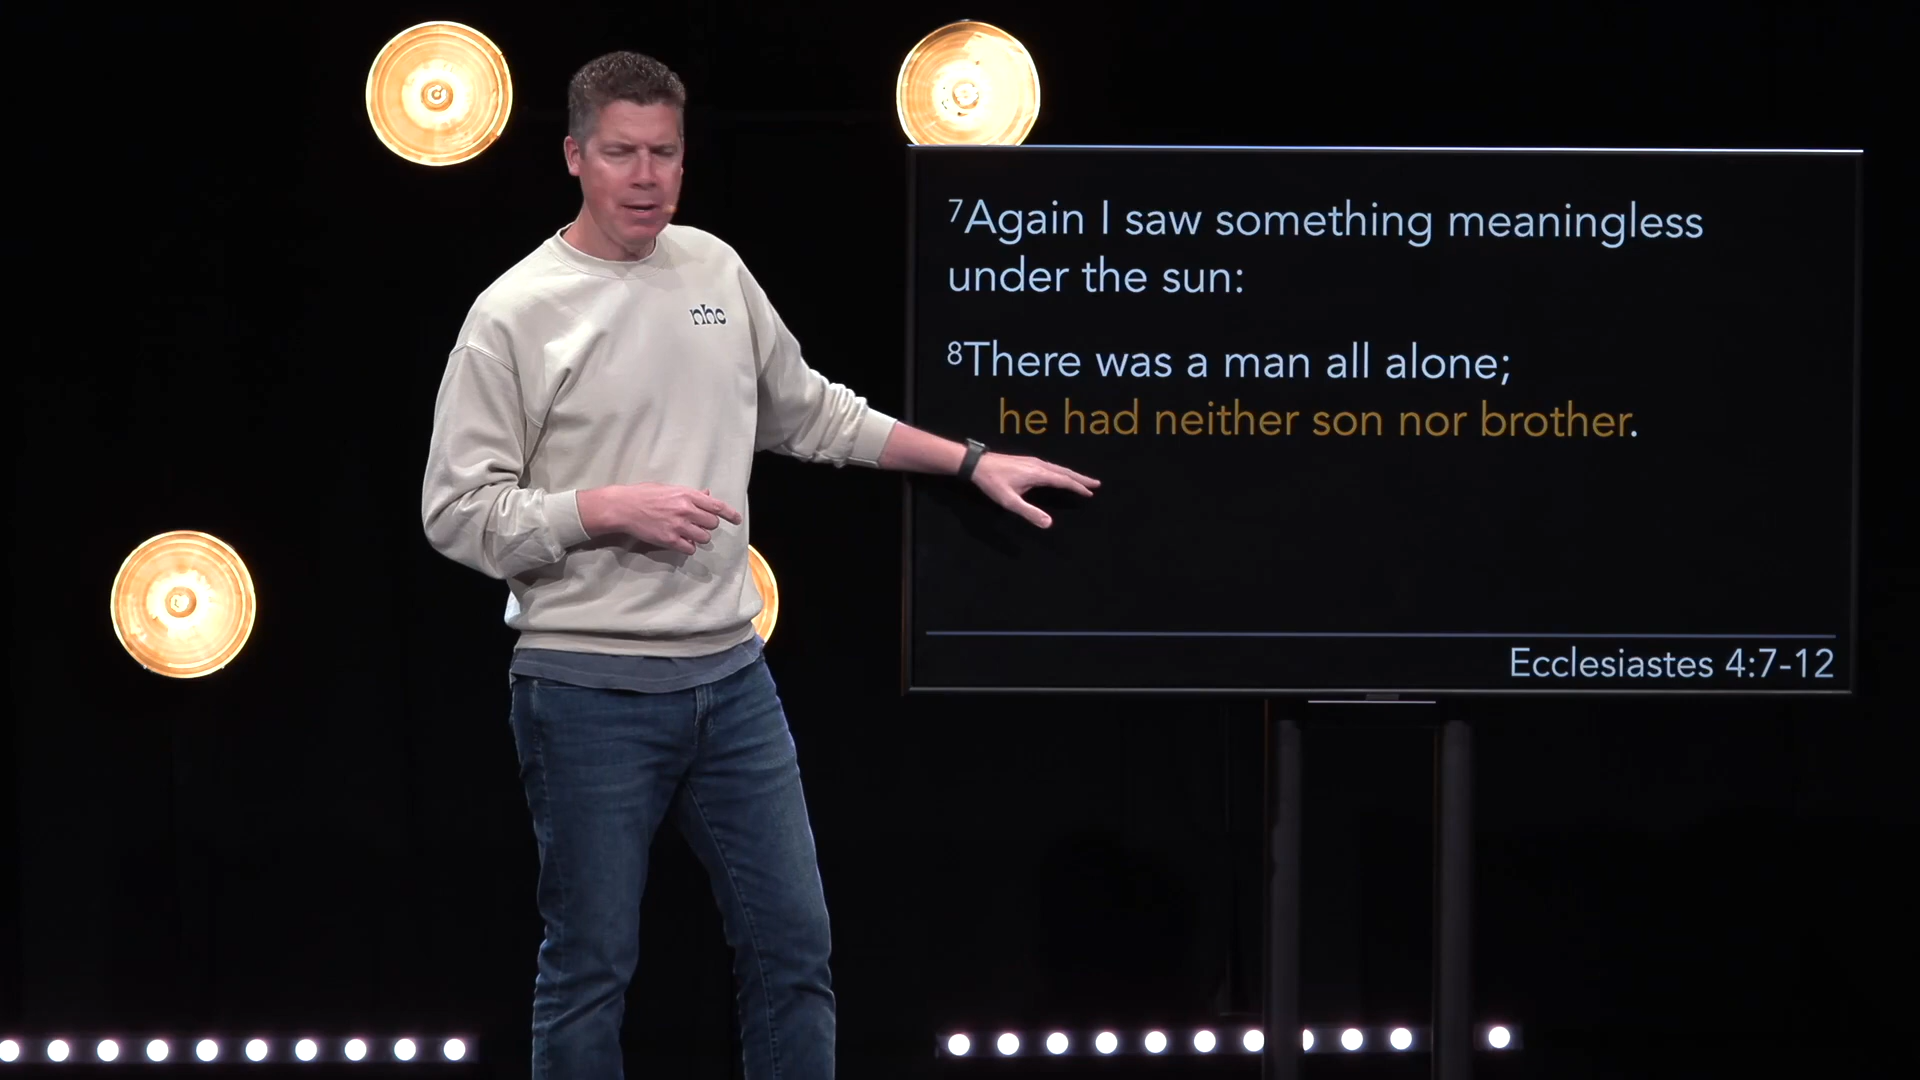 nhc
⁷Again I saw something meaningless
under the sun:
⁸There was a man all alone;
he had neither son nor brother.
Ecclesiastes 4:7-12